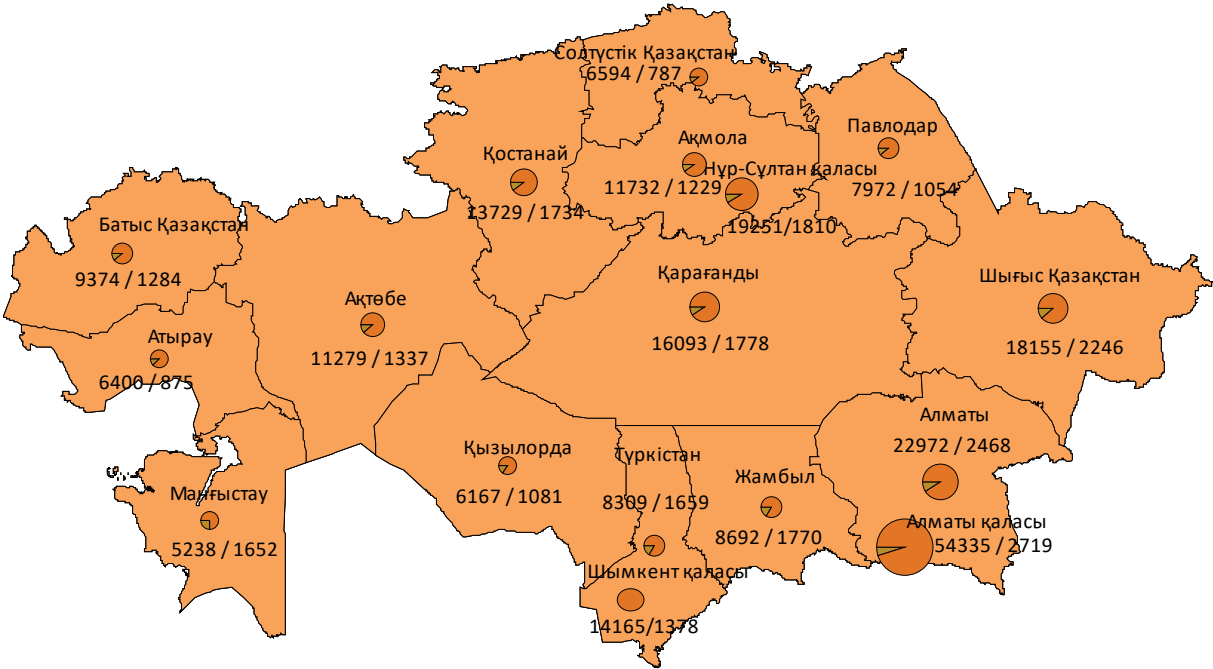 Солтүстік Қазақстан
6594 / 787
Павлодар
7972 / 1054
Ақмола
11732 / 1229
Нұр-Сұлтан қаласы
19251/1810
Қостанай
13729 / 1734
Батыс Қазақстан
9374 / 1284
Қарағанды
16093 / 1778
Шығыс Қазақстан
18155 / 2246
Ақтөбе
11279 / 1337
Атырау
6400 / 875
Алматы
22972 / 2468
Қызылорда
6167 / 1081
Түркістан
8309 / 1659
Жамбыл
8692 / 1770
Маңғыстау
5238 / 1652
Алматы қаласы
54335 / 2719
Шымкент қаласы
14165/1378